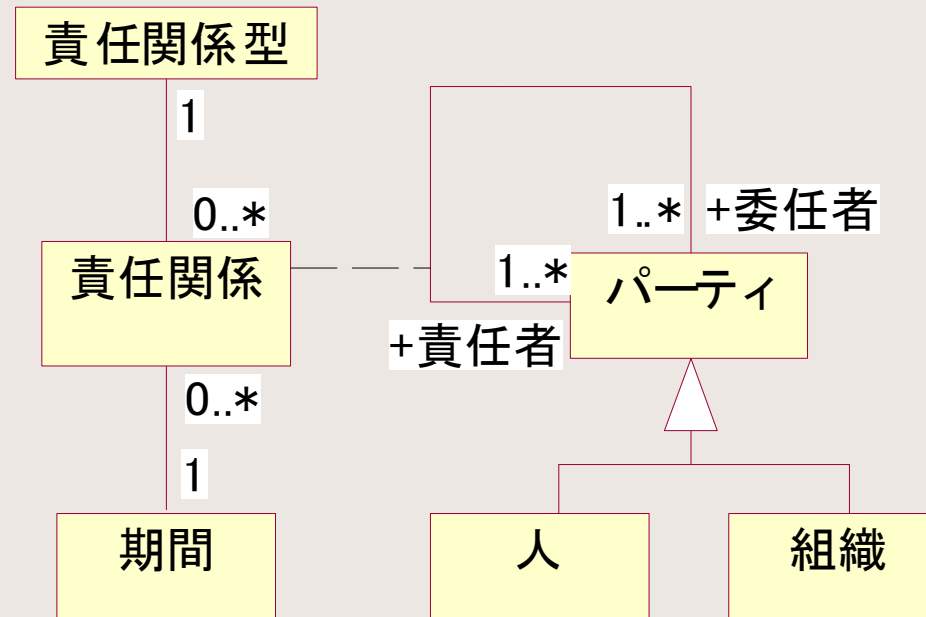 責任関係型
1
0..*
責任関係
0..*
1
期間
1..*
+委任者
1..*
+責任者
パーティ
人
組織